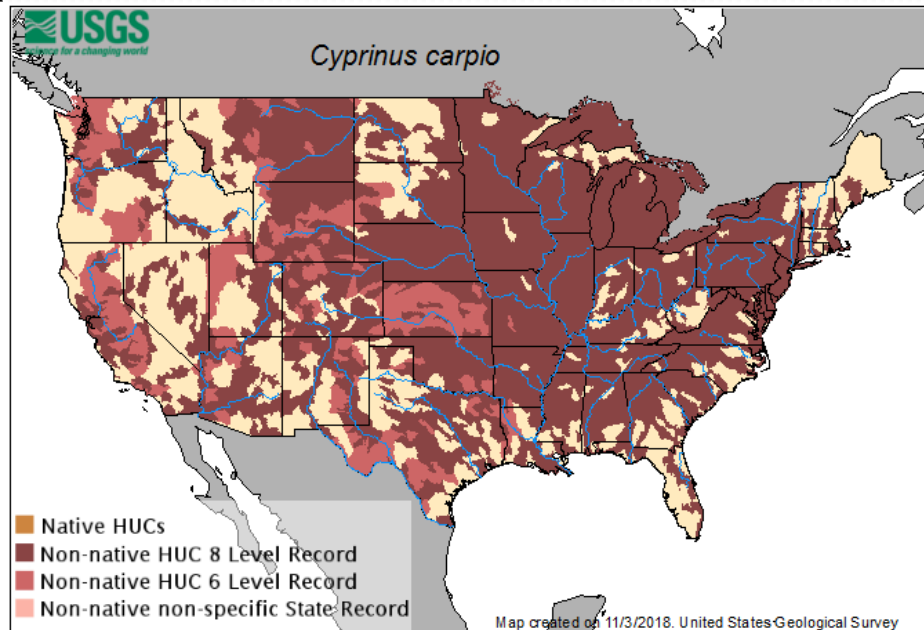 USGS
science for a changing world
Cyprinus carpio
Native HUCs
Non-native HUC 8 Level Record
Non-native HUC 6 Level Record
Non-native non-specific State Record
Map created on 11/3/2018. United States Geological Survey